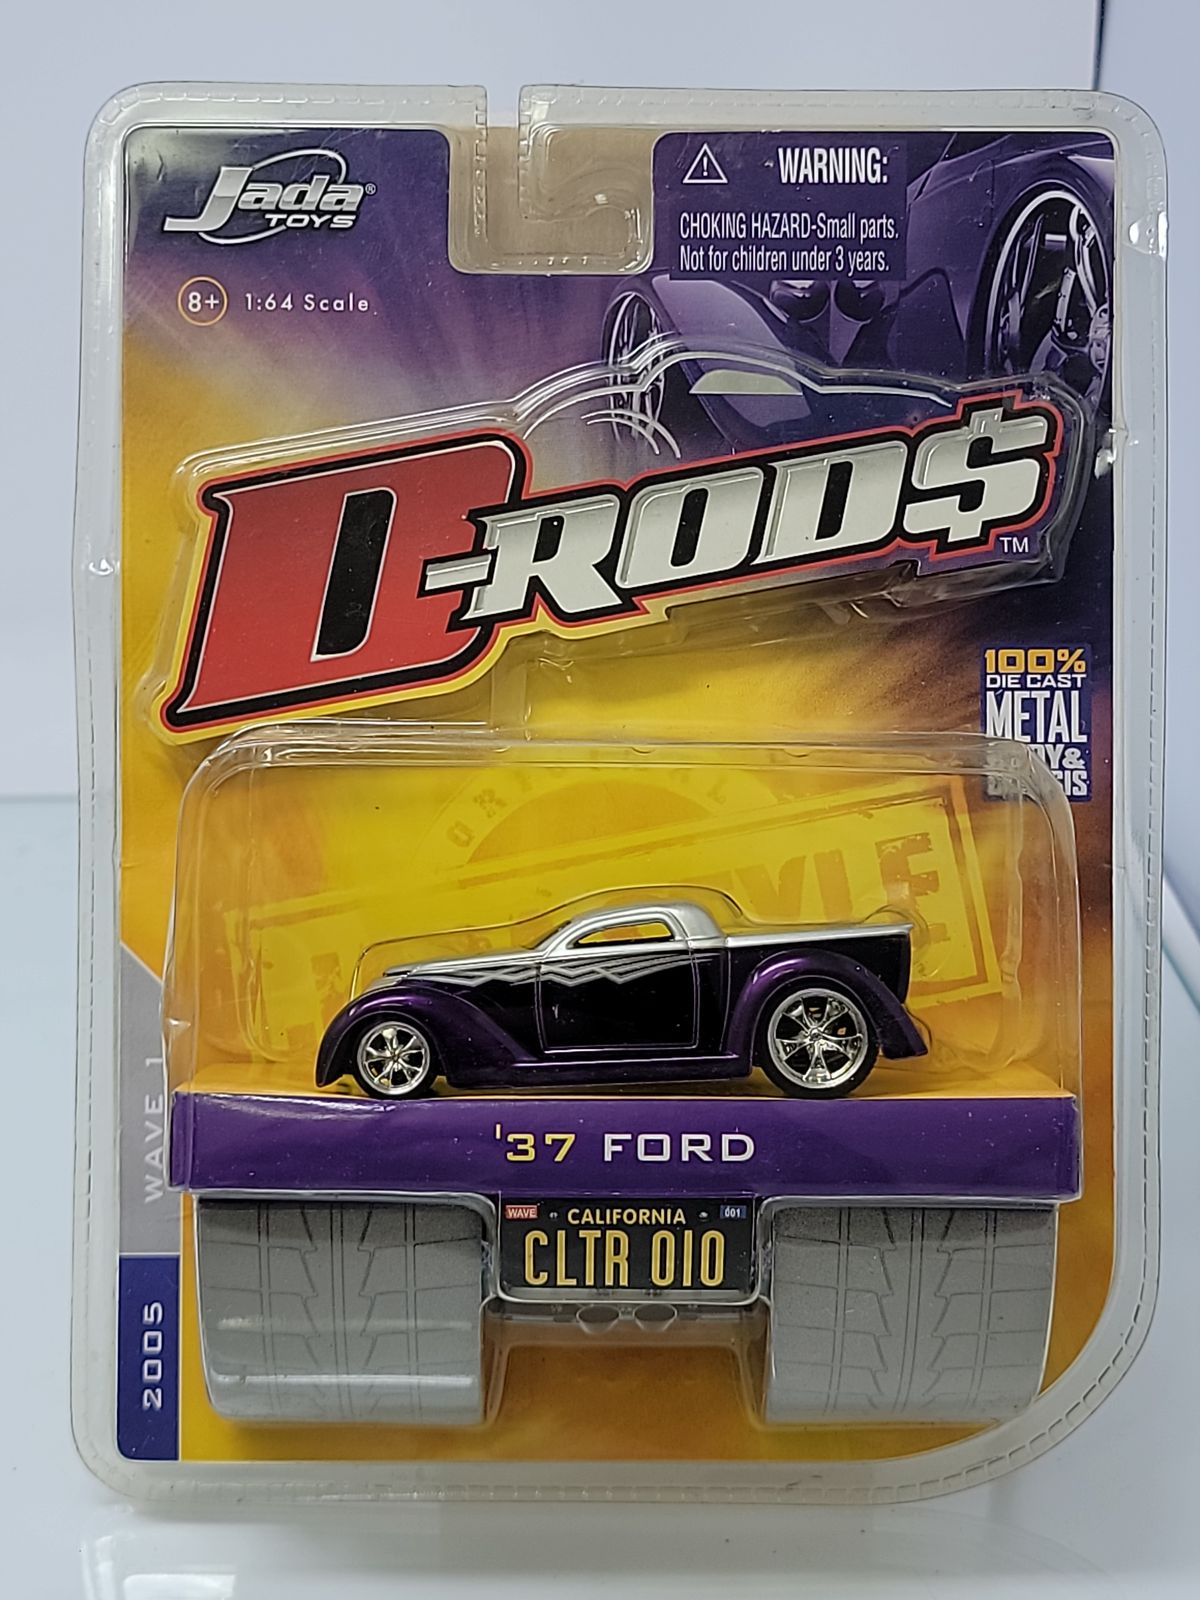 Jada®
TOYS
8+ 1:64 Scale
WARNING:
CHOKING HAZARD-Small parts.
Not for children under 3 years.
D-ROD$
TM
100%
DIE CAST
METAL
WAVE 1
2005
'37 FORD
WAVE 001
CALIFORNIA
CLTR 010